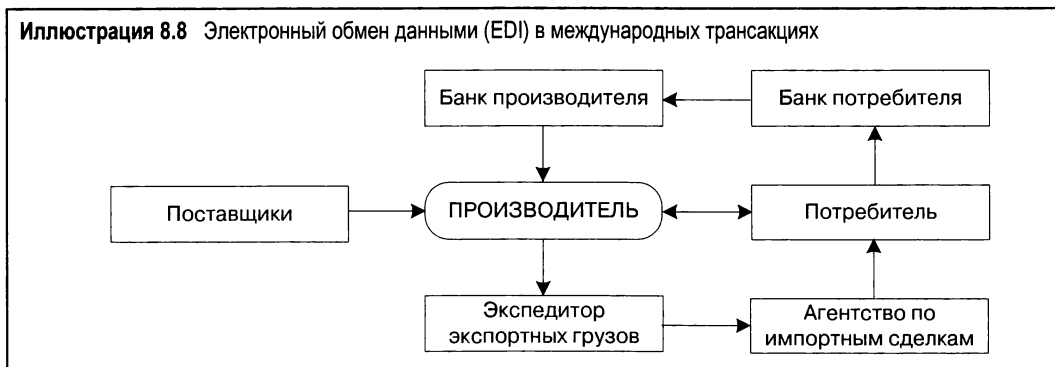 Иллюстрация 8.8 Электронный обмен данными (EDI) в международных трансакциях
Банк производителя
Банк потребителя
Поставщики
ПРОИЗВОДИТЕЛЬ
Потребитель
Экспедитор
экспортных грузов
Агентство по
импортным сделкам